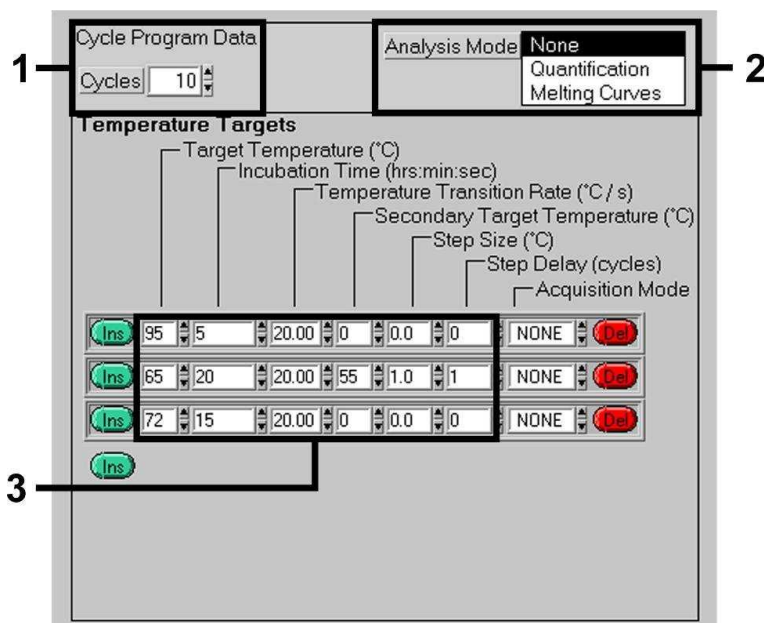 Cycle Program Data
Cycles 10
Analysis Mode None
Quantification
Melting Curves
1
2
Temperature Targets
Target Temperature (°C)
Incubation Time (hrs:min:sec)
Temperature Transition Rate (°C / s)
Secondary Target Temperature (°C)
Step Size (°C)
Step Delay (cycles)
Acquisition Mode
Ins 95 5 20.00 0 0.0 0 NONE Del
Ins 65 20 20.00 55 1.0 1 NONE Del
Ins 72 15 20.00 0 0.0 0 NONE Del
Ins
3